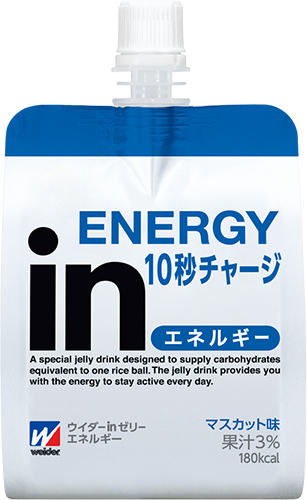 ENERGY
in
10秒チャージ
エネルギー
A special jelly drink designed to supply carbohydrates
equivalent to one rice ball. The jelly drink provides you
with the energy to stay active every day.
W
weider
ウイダーinゼリー
エネルギー
マスカット味
果汁3%
180kcal